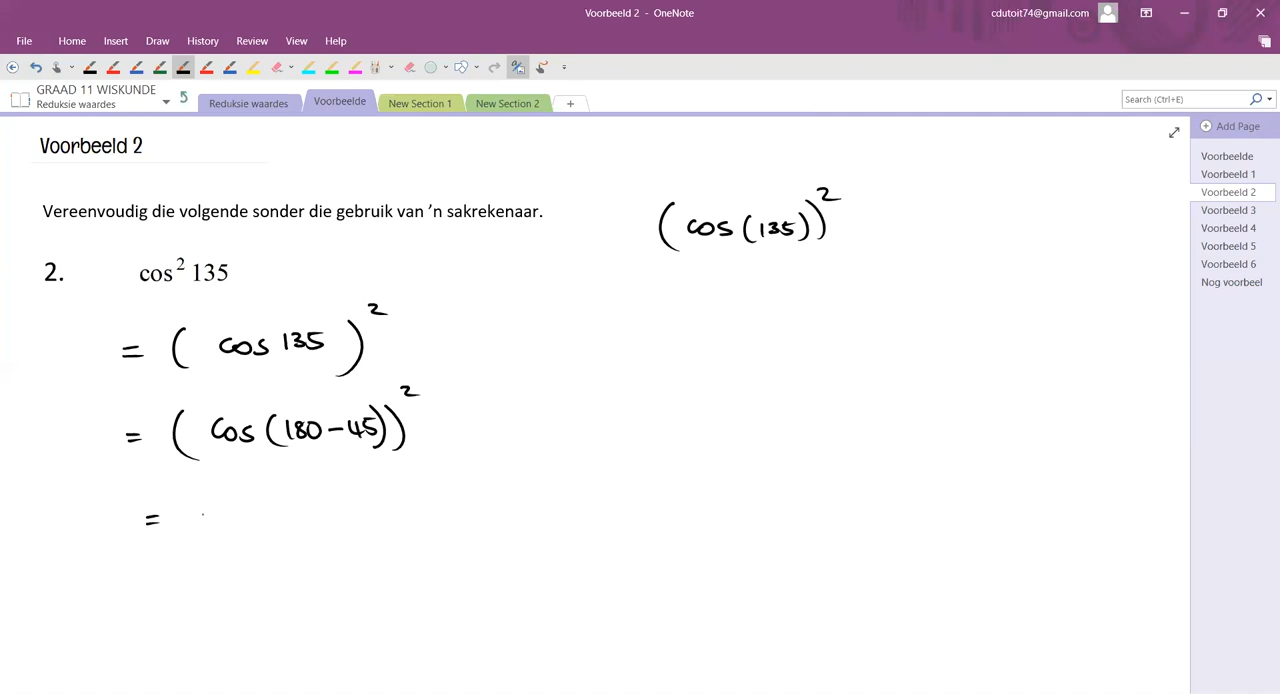 Voorbeeld 2 - OneNote
cdutoit74@gmail.com
File Home Insert Draw History Review View Help
GRAAD 11 WISKUNDE
Reduksie waardes
Reduksie waardes Voorbeelde New Section 1 New Section 2 +
Search (Ctrl+E)
Add Page
Voorbeelde
Voorbeeld 1
Voorbeeld 2
Voorbeeld 3
Voorbeeld 4
Voorbeeld 5
Voorbeeld 6
Nog voorbeel
Voorbeeld 2
Vereenvoudig die volgende sonder die gebruik van 'n sakrekenaar.
(cos(135))²
2. cos² 135
= (cos 135)²
= (cos(180-45))²
=